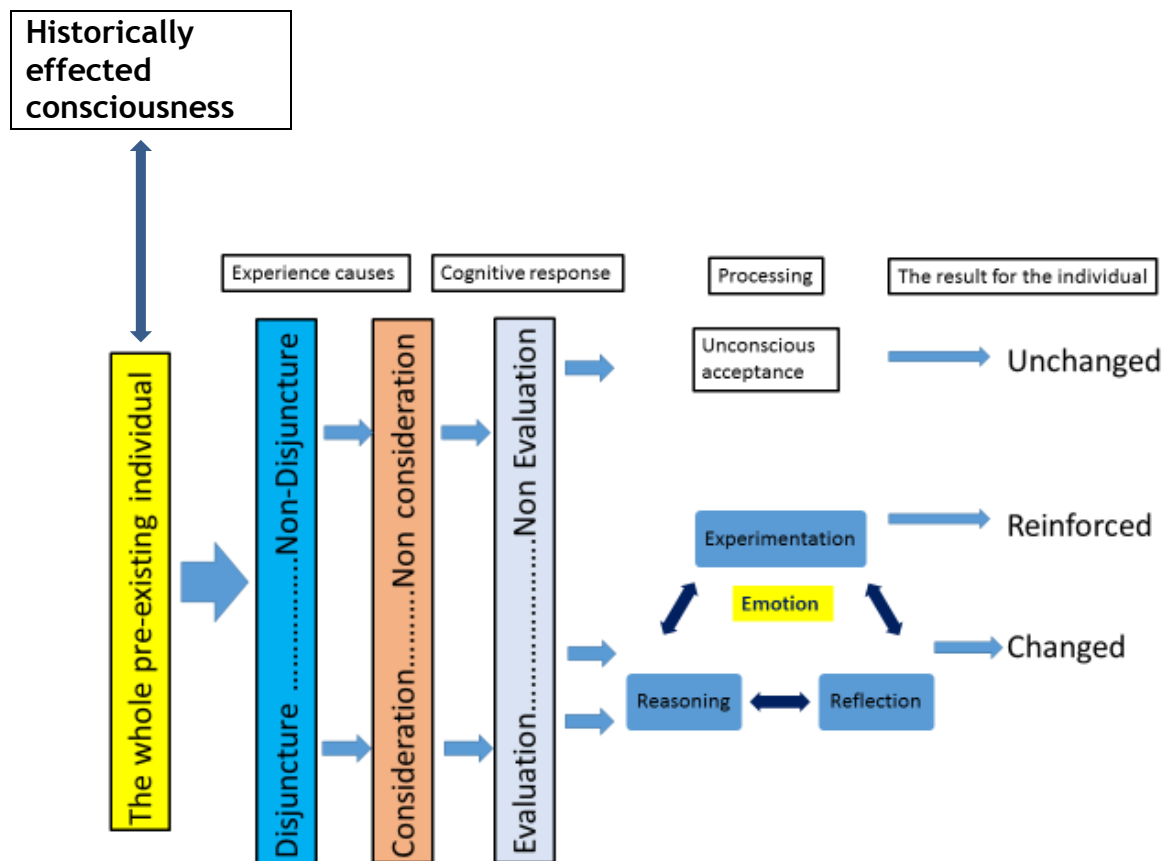 Historically
effected
consciousness
Experience causes
Cognitive response
Processing
The result for the individual
The whole pre-existing individual
Disjuncture ....................Non-Disjuncture
Consideration..........Non consideration
Evaluation........................Non Evaluation
Unconscious
acceptance
Unchanged
Experimentation
Reinforced
Emotion
Changed
Reasoning
Reflection